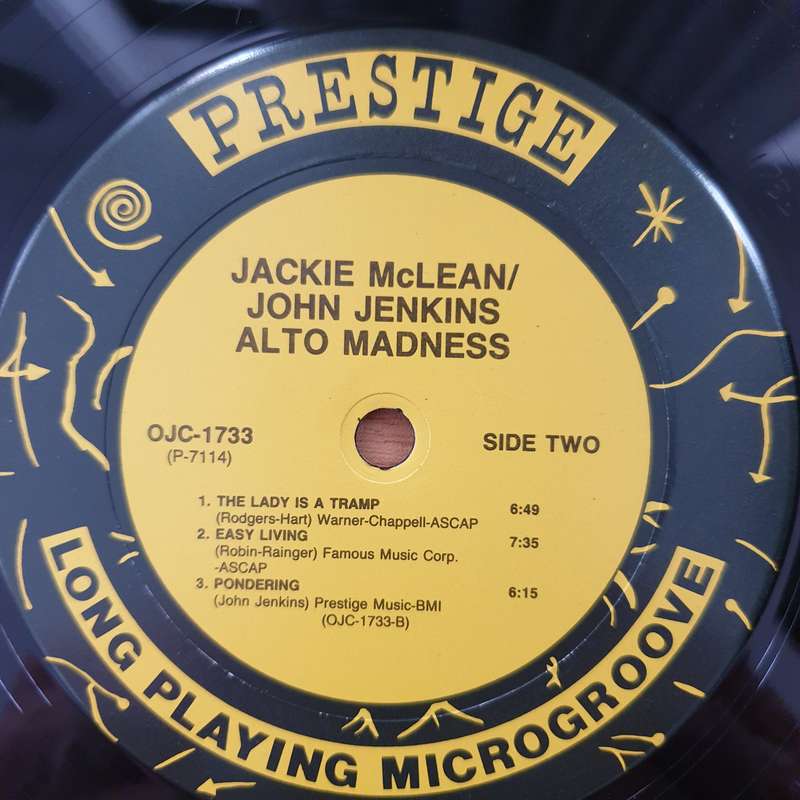 PRESTIGE
JACKIE McLEAN/
JOHN JENKINS
ALTO MADNESS
OJC-1733
(P-7114)
SIDE TWO
1. THE LADY IS A TRAMP 6:49
(Rodgers-Hart) Warner-Chappell-ASCAP
2. EASY LIVING 7:35
(Robin-Rainger) Famous Music Corp.
-ASCAP
3. PONDERING 6:15
(John Jenkins) Prestige Music-BMI
(OJC-1733-B)
LONG PLAYING MICROGROOVE